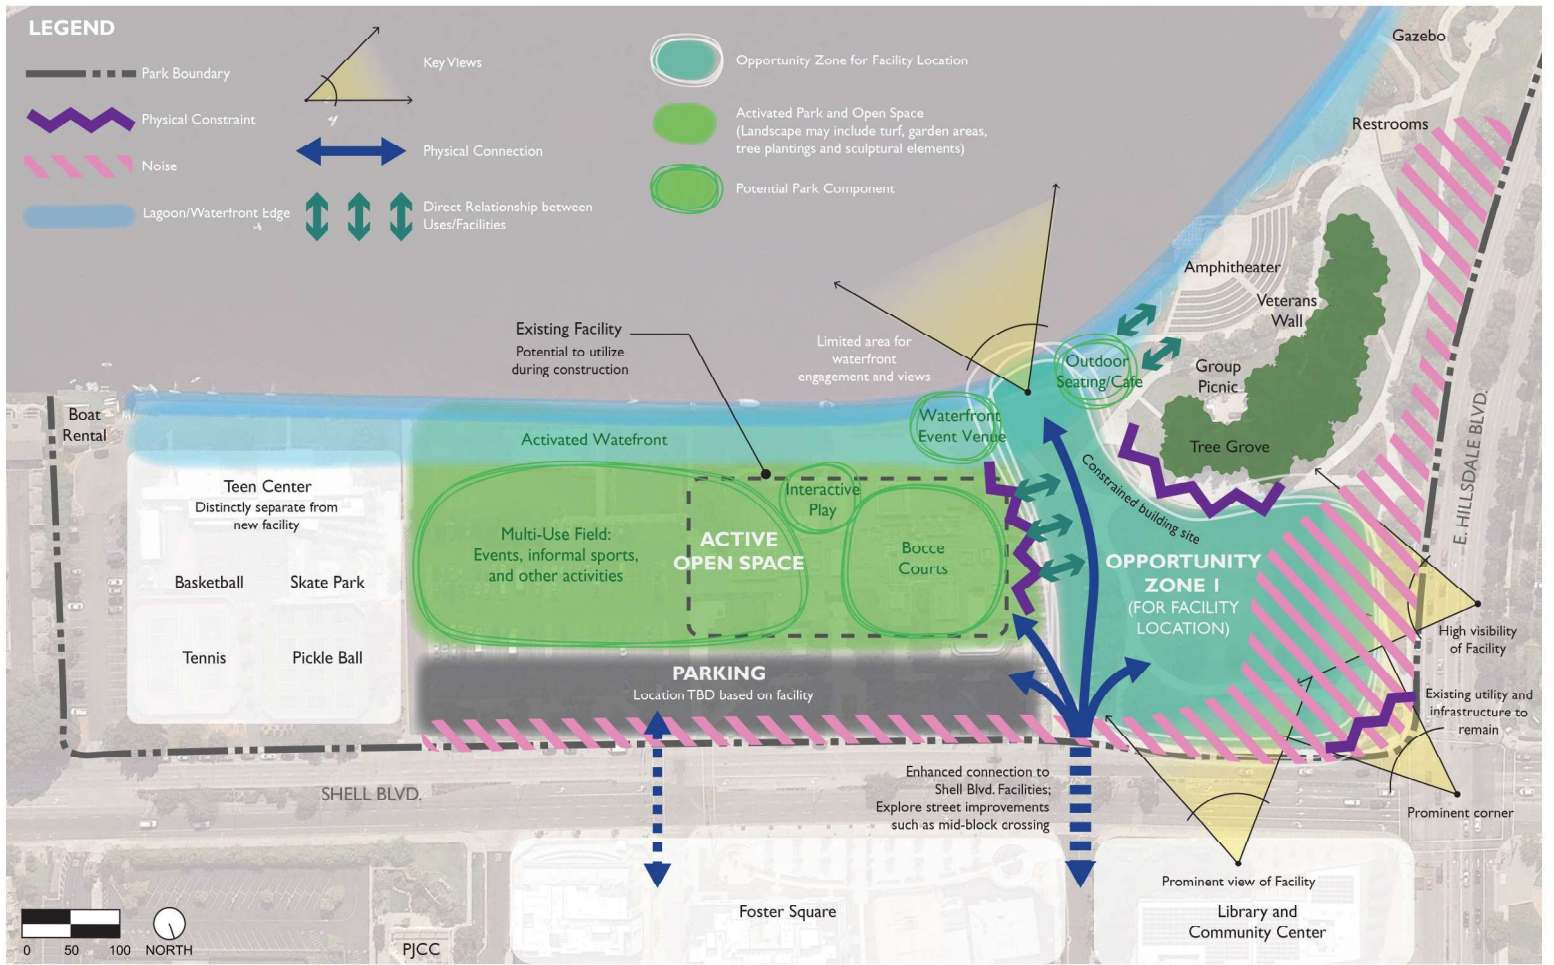 LEGEND
Park Boundary
Physical Constraint
Noise
Lagoon/Waterfront Edge
Key Views
Physical Connection
Direct Relationship between
Uses/Facilities
Opportunity Zone for Facility Location
Activated Park and Open Space
(Landscape may include turf, garden areas,
tree plantings and sculptural elements)
Potential Park Component
Gazebo
Restrooms
Amphitheater
Veterans
Wall
Group
Picnic
Tree Grove
E. HILLSDALE BLVD.
Existing Facility
Potential to utilize
during construction
Limited area for
waterfront
engagement and views
Outdoor
Seating/Cafe
Waterfront
Event Venue
Boat
Rental
Activated Watefront
Teen Center
Distinctly separate from
new facility
Basketball
Skate Park
Tennis
Pickle Ball
Multi-Use Field:
Events, informal sports,
and other activities
Interactive
Play
ACTIVE
OPEN SPACE
Bocce
Courts
Constrained building site
OPPORTUNITY
ZONE 1
(FOR FACILITY
LOCATION)
High visibility
of Facility
PARKING
Location TBD based on facility
Existing utility and
infrastructure to
remain
Prominent corner
SHELL BLVD.
Enhanced connection to
Shell Blvd. Facilities;
Explore street improvements
such as mid-block crossing
Prominent view of Facility
Foster Square
Library and
Community Center
PJCC
0 50 100
NORTH